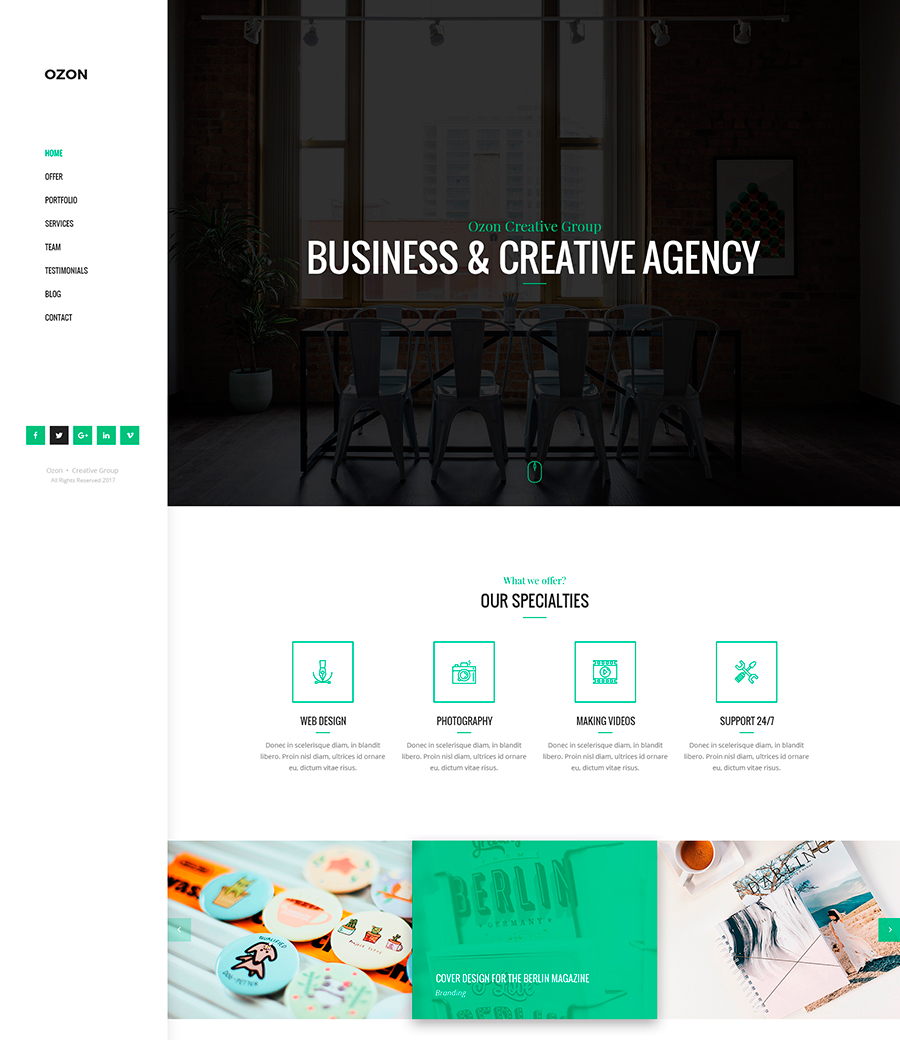 OZON
HOME
OFFER
PORTFOLIO
SERVICES
TEAM
TESTIMONIALS
BLOG
CONTACT
Ozon • Creative Group
All Rights Reserved 2017
Ozon Creative Group
BUSINESS & CREATIVE AGENCY
What we offer?
OUR SPECIALTIES
WEB DESIGN
Donec in scelerisque diam, in blandit
libero. Proin nisl diam, ultrices id ornare
eu, dictum vitae risus.
PHOTOGRAPHY
Donec in scelerisque diam, in blandit
libero. Proin nisl diam, ultrices id ornare
eu, dictum vitae risus.
MAKING VIDEOS
Donec in scelerisque diam, in blandit
libero. Proin nisl diam, ultrices id ornare
eu, dictum vitae risus.
SUPPORT 24/7
Donec in scelerisque diam, in blandit
libero. Proin nisl diam, ultrices id ornare
eu, dictum vitae risus.
QUALIFIED
BERLIN
GERMANY
COVER DESIGN FOR THE BERLIN MAGAZINE
Branding
BERLIN
DARLING